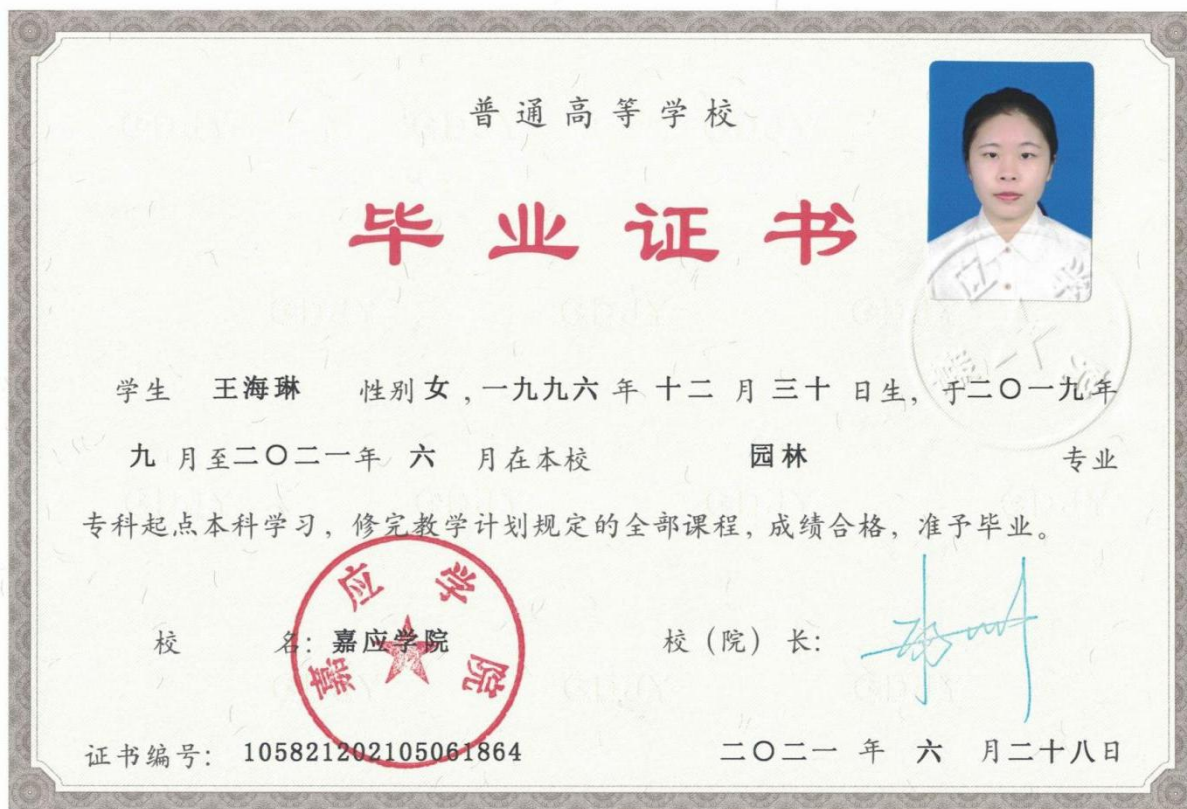 普通高等学校
毕业证书
学生 王海琳 性别 女 ,一九九六 年 十二 月 三十 日生, 于二〇一九年
九 月至二〇二一年 六 月在本校 园林 专业
专科起点本科学习, 修完教学计划规定的全部课程, 成绩合格, 准予毕业。
校 名: 嘉应学院
校 (院) 长:
嘉应学院
证书编号: 105821202105061864
二〇二一 年 六 月二十八日